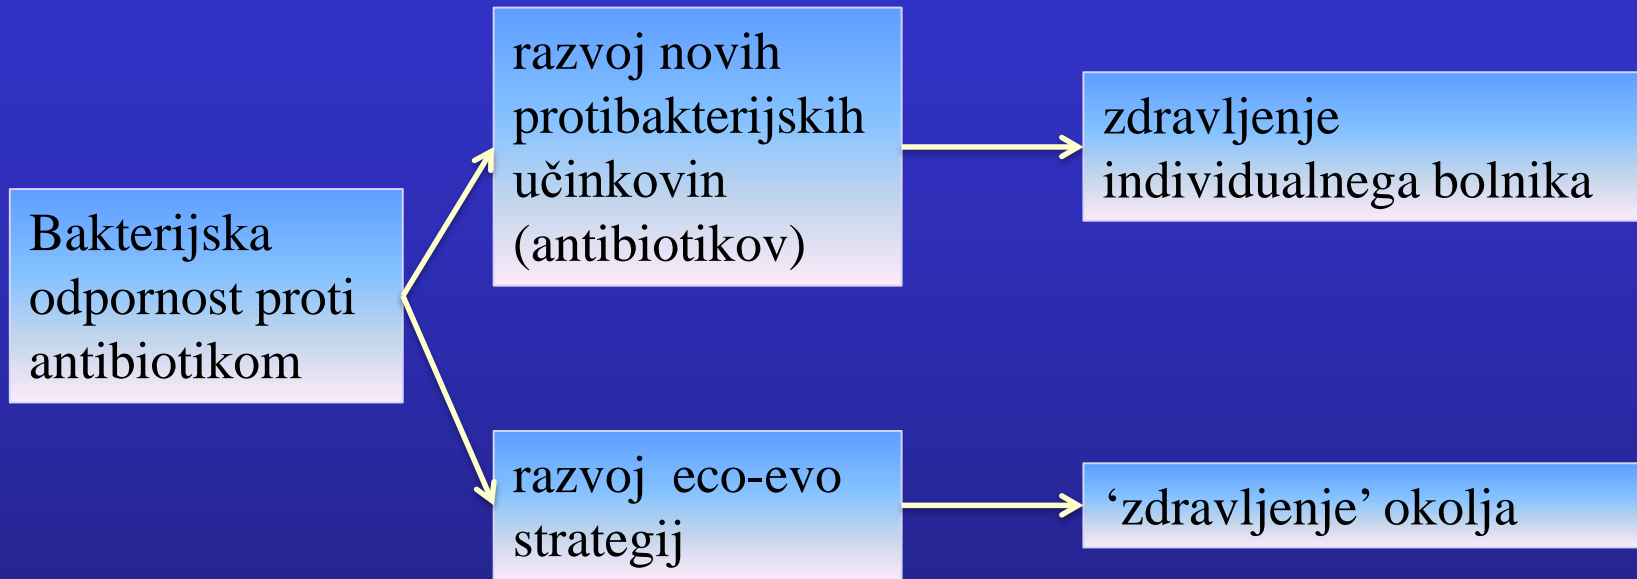 Bakterijska
odpornost proti
antibiotikom
razvoj novih
protibakterijskih
učinkovin
(antibiotikov)
zdravljenje
individualnega bolnika
razvoj  eco-evo
strategij
‘zdravljenje’ okolja